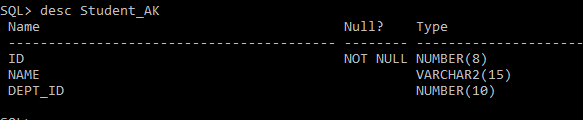 SQL> desc Student_AK
Name Null? Type
----------------------------------------- -------- ----------------------------
ID NOT NULL NUMBER(8)
NAME VARCHAR2(15)
DEPT_ID NUMBER(10)